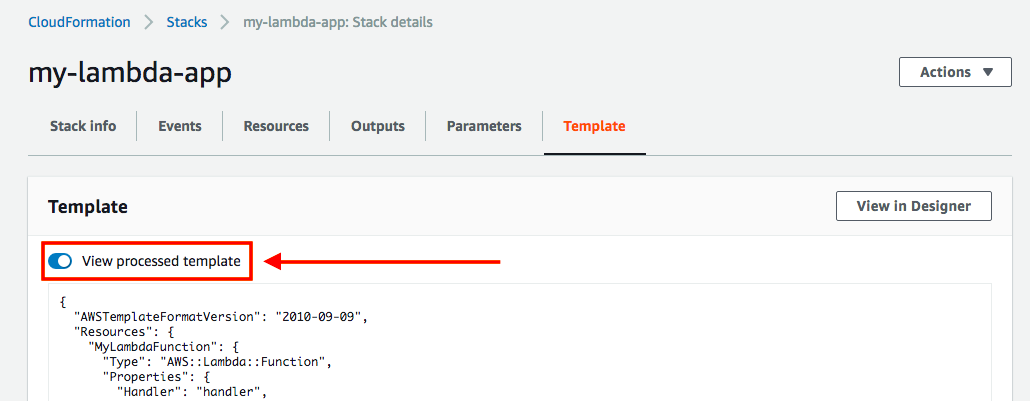 CloudFormation > Stacks > my-lambda-app: Stack details
my-lambda-app
Actions
Stack info Events Resources Outputs Parameters Template
Template
View in Designer
View processed template
{
"AWSTemplateFormatVersion": "2010-09-09",
"Resources": {
"MyLambdaFunction": {
"Type": "AWS::Lambda::Function",
"Properties": {
"Handler": "handler",